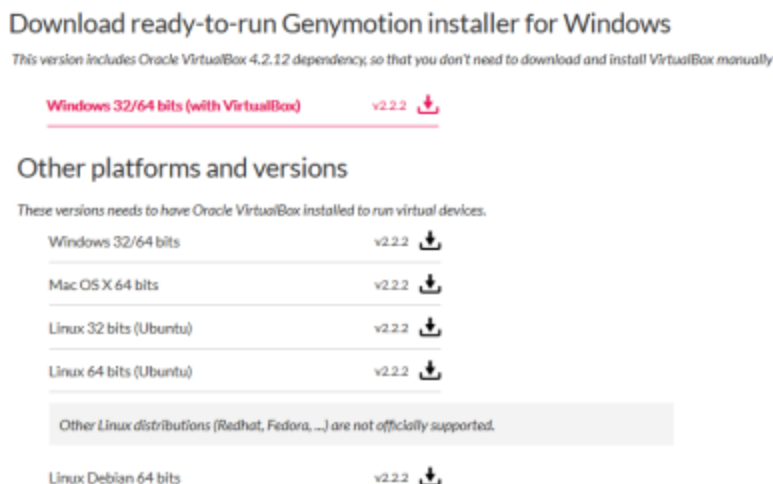 Download ready-to-run Genymotion installer for Windows
This version includes Oracle VirtualBox 4.2.12 dependency, so that you don't need to download and install VirtualBox manually
Windows 32/64 bits (with VirtualBox) v2.2.2
Other platforms and versions
These versions needs to have Oracle VirtualBox installed to run virtual devices.
Windows 32/64 bits v2.2.2
Mac OS X 64 bits v2.2.2
Linux 32 bits (Ubuntu) v2.2.2
Linux 64 bits (Ubuntu) v2.2.2
Other Linux distributions (Redhat, Fedora, ...) are not officially supported.
Linux Debian 64 bits v2.2.2